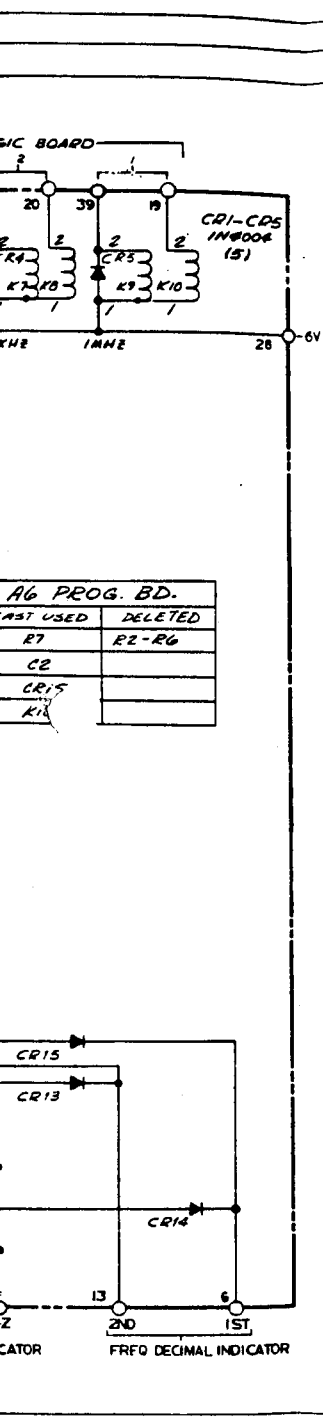 BOARD
2
20
39
19
CR1-CR5
1N4004
(5)
2
2
2
CR4
CR5
K7
K8
K9
K10
1
1
1
KHZ
1MHZ
28
-6V
A6 PROG. BD.
LAST USED DELETED
R7 R2-R6
C2
CR15
CR15
CR13
CR14
13
6
2ND
1ST
FREQ DECIMAL INDICATOR